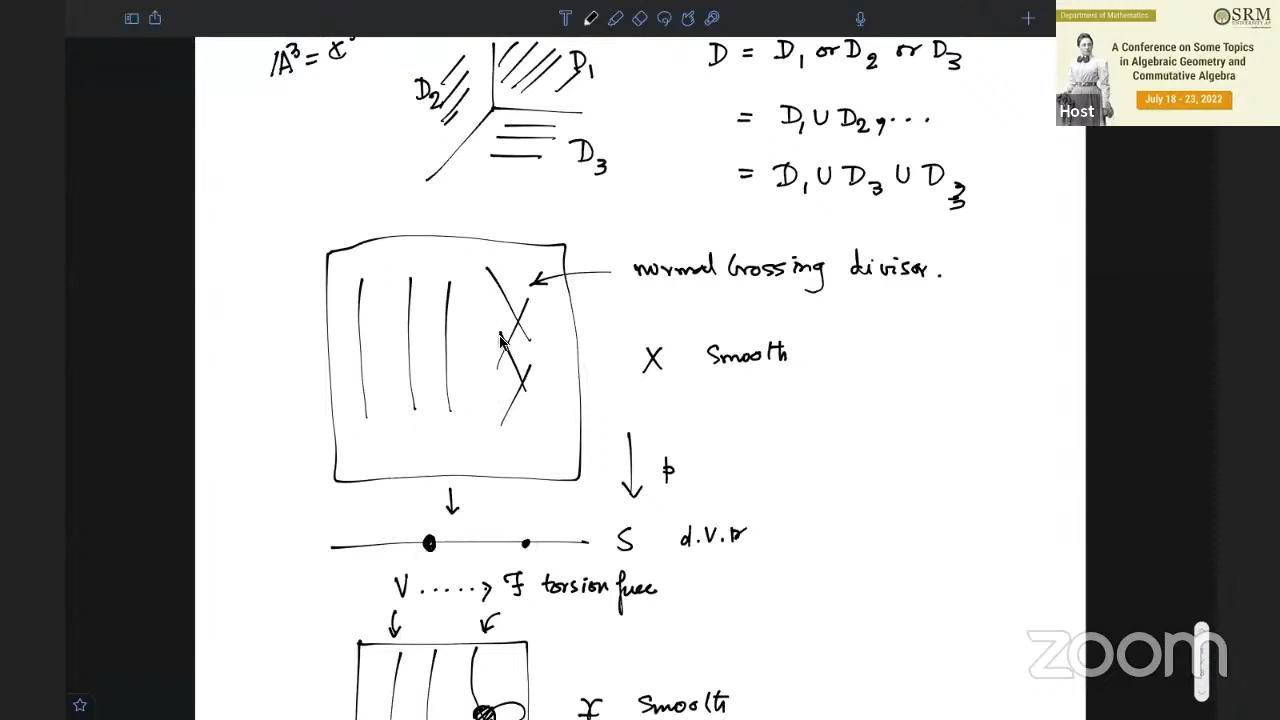 Department of Mathematics
SRM
UNIVERSITY AP
A Conference on Some Topics
in Algebraic Geometry and
Commutative Algebra
July 18 - 23, 2022
Host
D₁
D₂
D₃
D = D₁ or D₂ or D₃
= D₁ ∪ D₂, ...
= D₁ ∪ D₃ ∪ D₃
normal Crossing divisor.
X Smooth
p
S d.v.r
V ......> F torsion free
Smooth
zoom